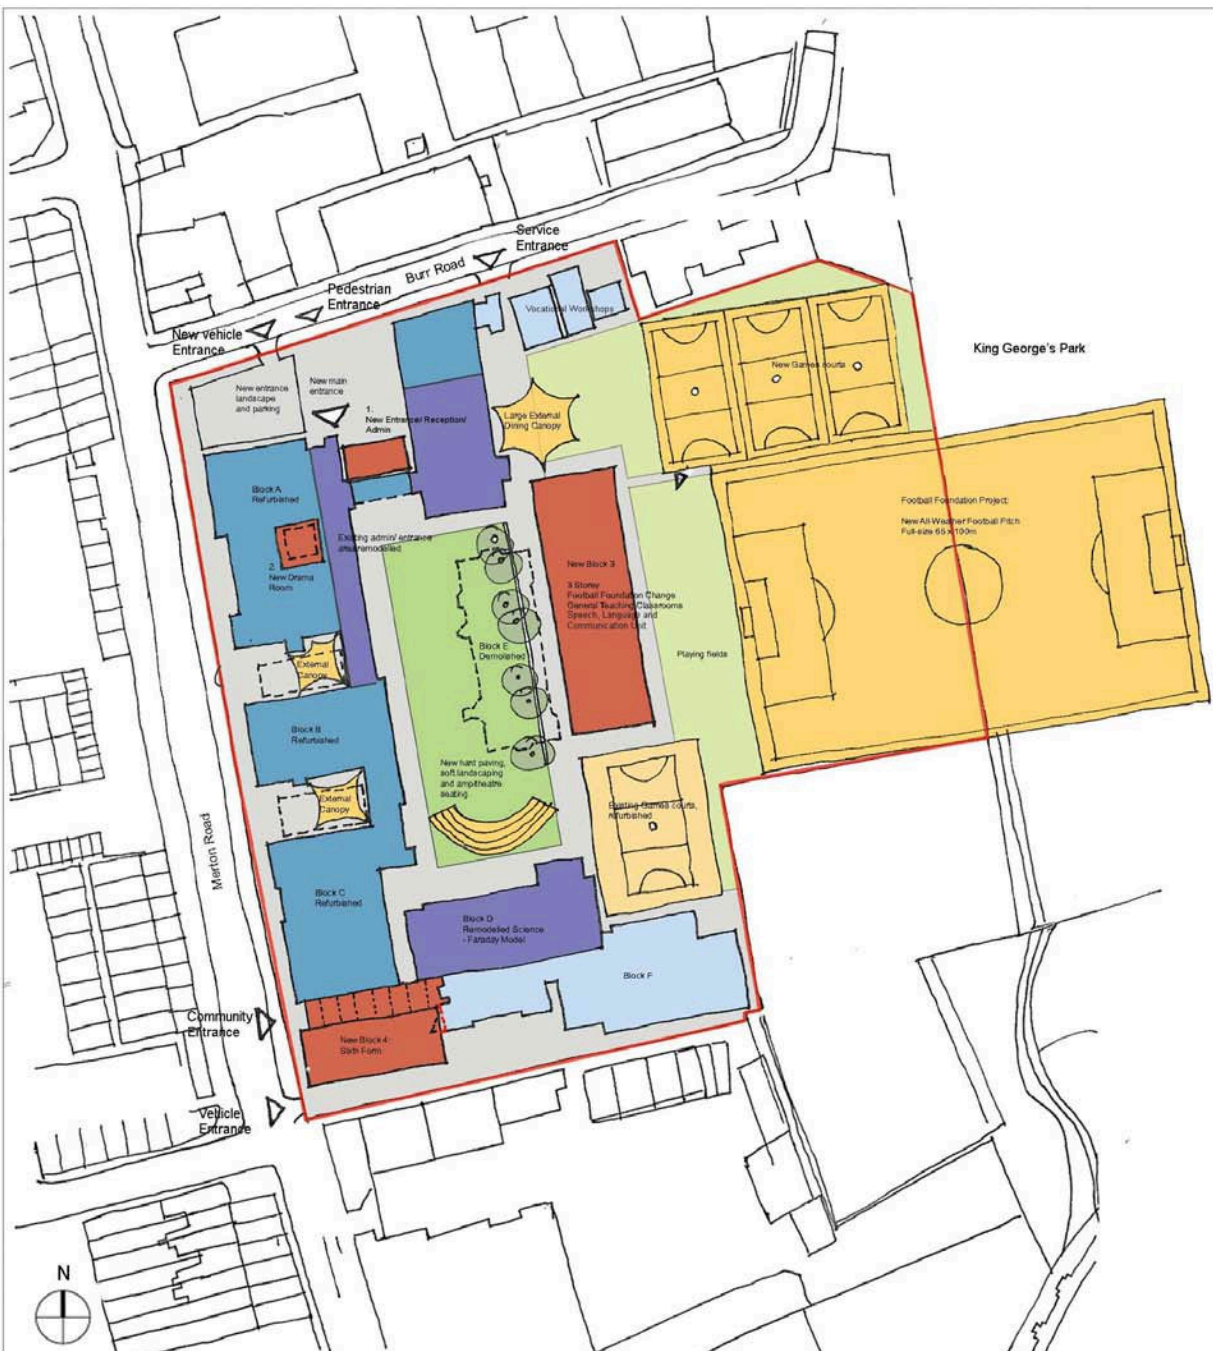 Service
Entrance
Burr Road
Pedestrian
Entrance
New vehicle
Entrance
Vocational Workshops
King George's Park
New entrance
landscape
and parking
New main
entrance
New Games courts
1.
New Entrance/ Reception/
Admin
Large External
Dining Canopy
Block A
Refurbished
Football Foundation Project;
New All-Weather Football Pitch
Full-size 65 x 100m
Existing admin/ entrance
area remodelled
2.
New Drama
Room
New Block 3:
3 Storey
Football Foundation Change
General Teaching Classrooms
Speech, Language and
Communication Unit
Block E
Demolished
Playing fields
External
Canopy
Block B
Refurbished
New hard paving,
soft landscaping
and ampitheatre
seating
External
Canopy
Existing Games courts,
refurbished
Merton Road
Block C
Refurbished
Block D
Remodelled Science
- Faraday Model
Block F
Community
Entrance
New Block 4:
Sixth Form
Vehicle
Entrance
N